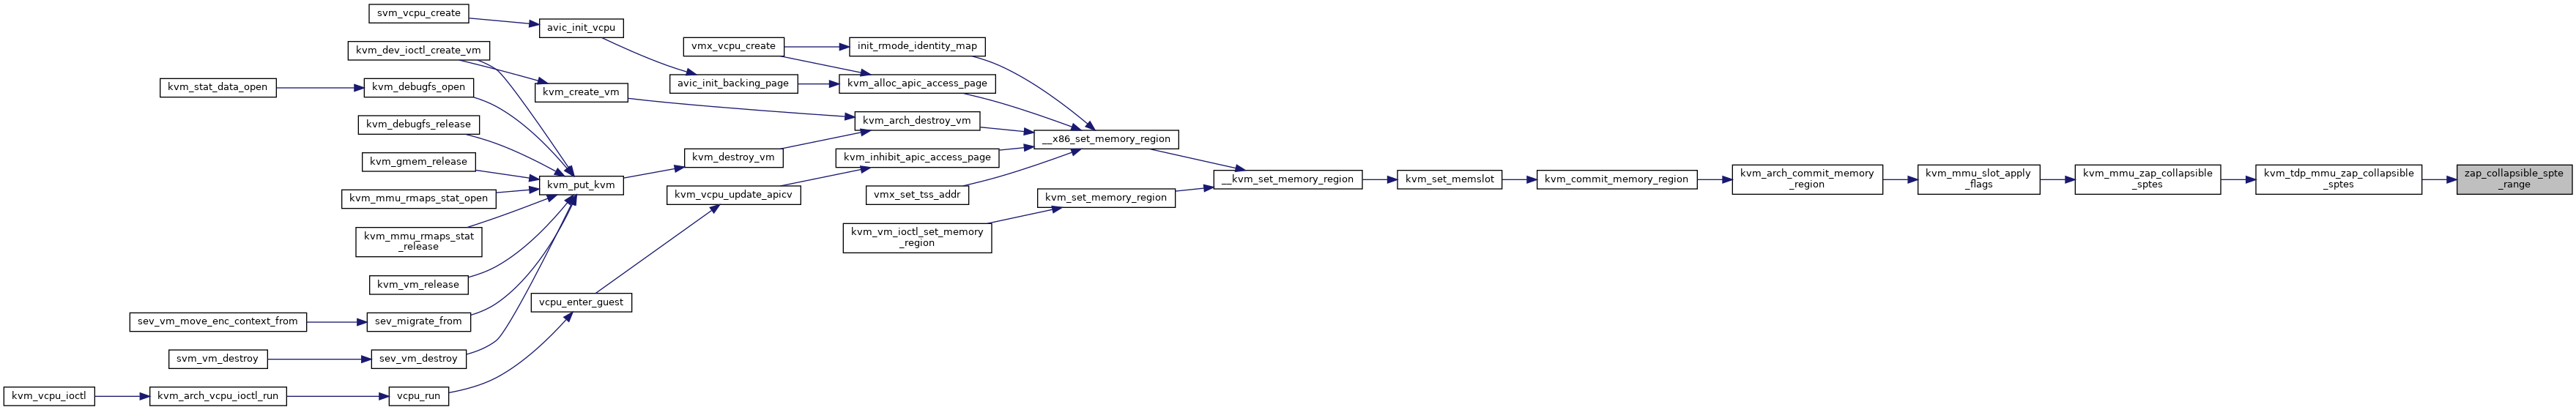 svm_vcpu_create
avic_init_vcpu
kvm_dev_ioctl_create_vm
vmx_vcpu_create
init_rmode_identity_map
kvm_stat_data_open
kvm_debugfs_open
kvm_create_vm
avic_init_backing_page
kvm_alloc_apic_access_page
kvm_debugfs_release
kvm_arch_destroy_vm
__x86_set_memory_region
kvm_gmem_release
kvm_destroy_vm
kvm_inhibit_apic_access_page
kvm_put_kvm
kvm_mmu_rmaps_stat_open
kvm_vcpu_update_apicv
vmx_set_tss_addr
kvm_set_memory_region
__kvm_set_memory_region
kvm_set_memslot
kvm_commit_memory_region
kvm_arch_commit_memory
_region
kvm_mmu_slot_apply
_flags
kvm_mmu_zap_collapsible
_sptes
kvm_tdp_mmu_zap_collapsible
_sptes
zap_collapsible_spte
_range
kvm_mmu_rmaps_stat
_release
kvm_vm_ioctl_set_memory
_region
kvm_vm_release
vcpu_enter_guest
sev_vm_move_enc_context_from
sev_migrate_from
svm_vm_destroy
sev_vm_destroy
kvm_vcpu_ioctl
kvm_arch_vcpu_ioctl_run
vcpu_run